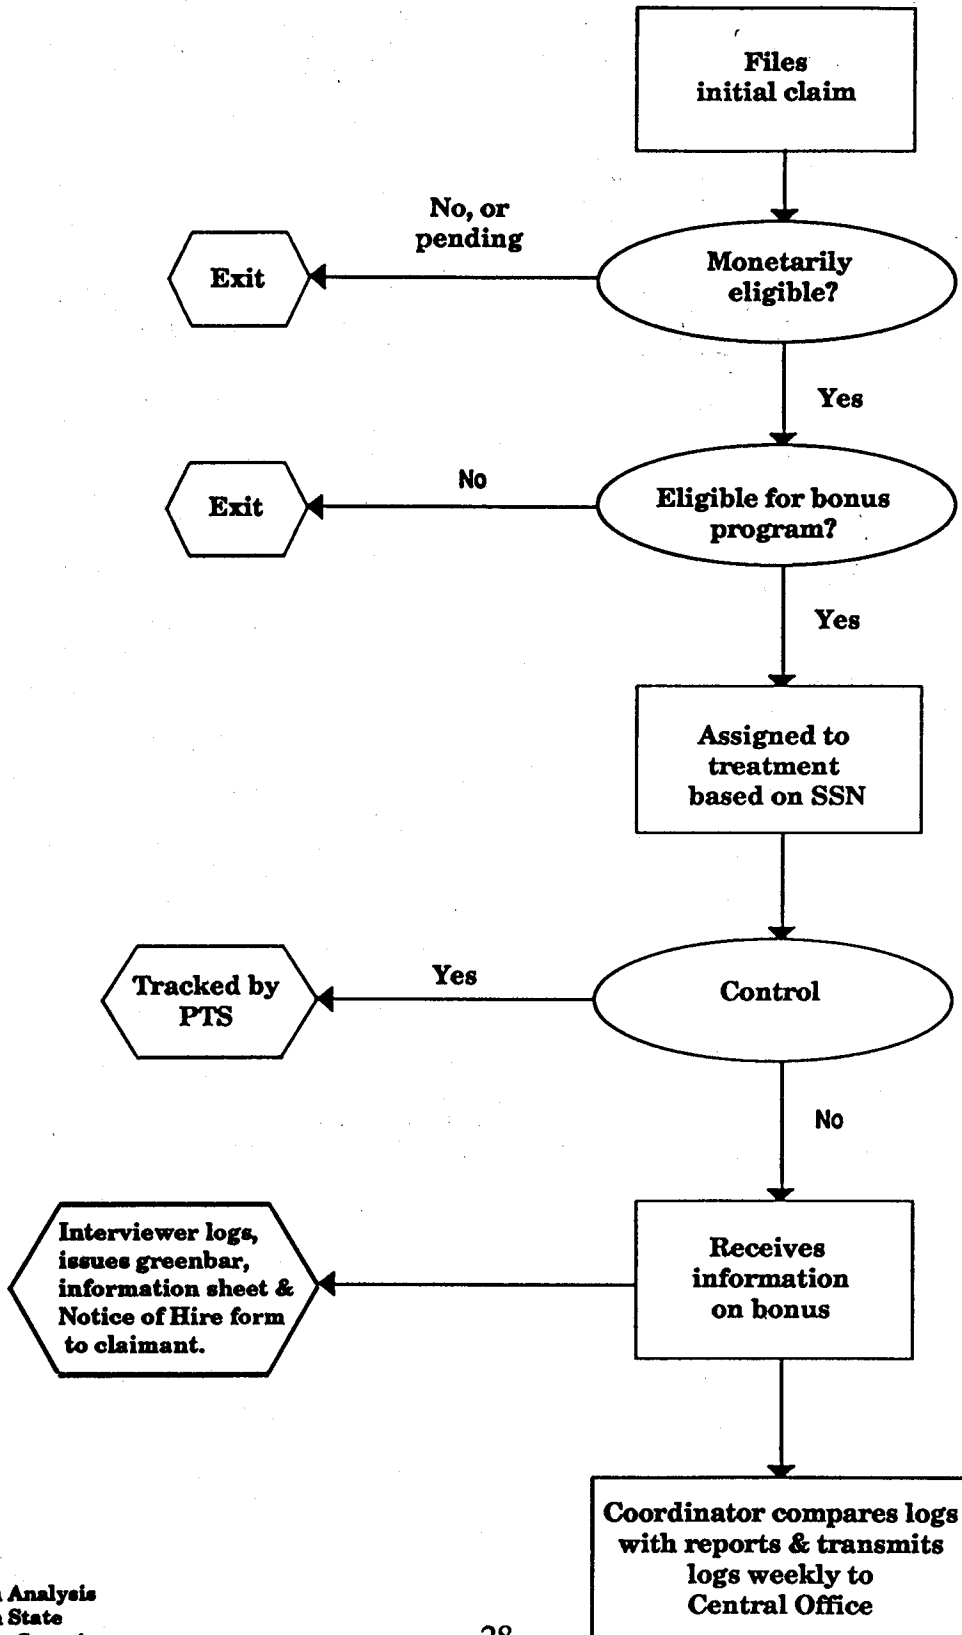 Files
initial claim
No, or
pending
Exit
Monetarily
eligible?
Yes
No
Exit
Eligible for bonus
program?
Yes
Assigned to
treatment
based on SSN
Yes
Tracked by
PTS
Control
No
Interviewer logs,
issues greenbar,
information sheet &
Notice of Hire form
to claimant.
Receives
information
on bonus
Coordinator compares logs
with reports & transmits
logs weekly to
Central Office
Analysis
State
28